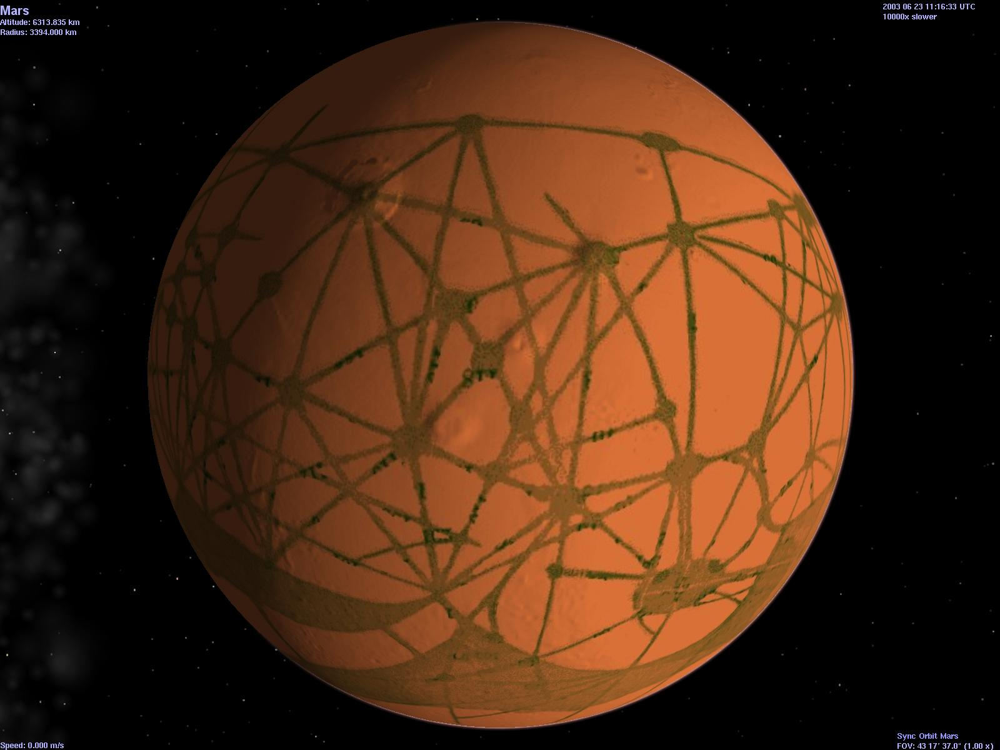 Mars
Altitude: 6313.835 km
Radius: 3394.000 km
2003 06 23 11:16:33 UTC
10000x slower
Speed: 0.000 m/s
Sync Orbit Mars
FOV: 43 17' 37.0" (1.00 x)